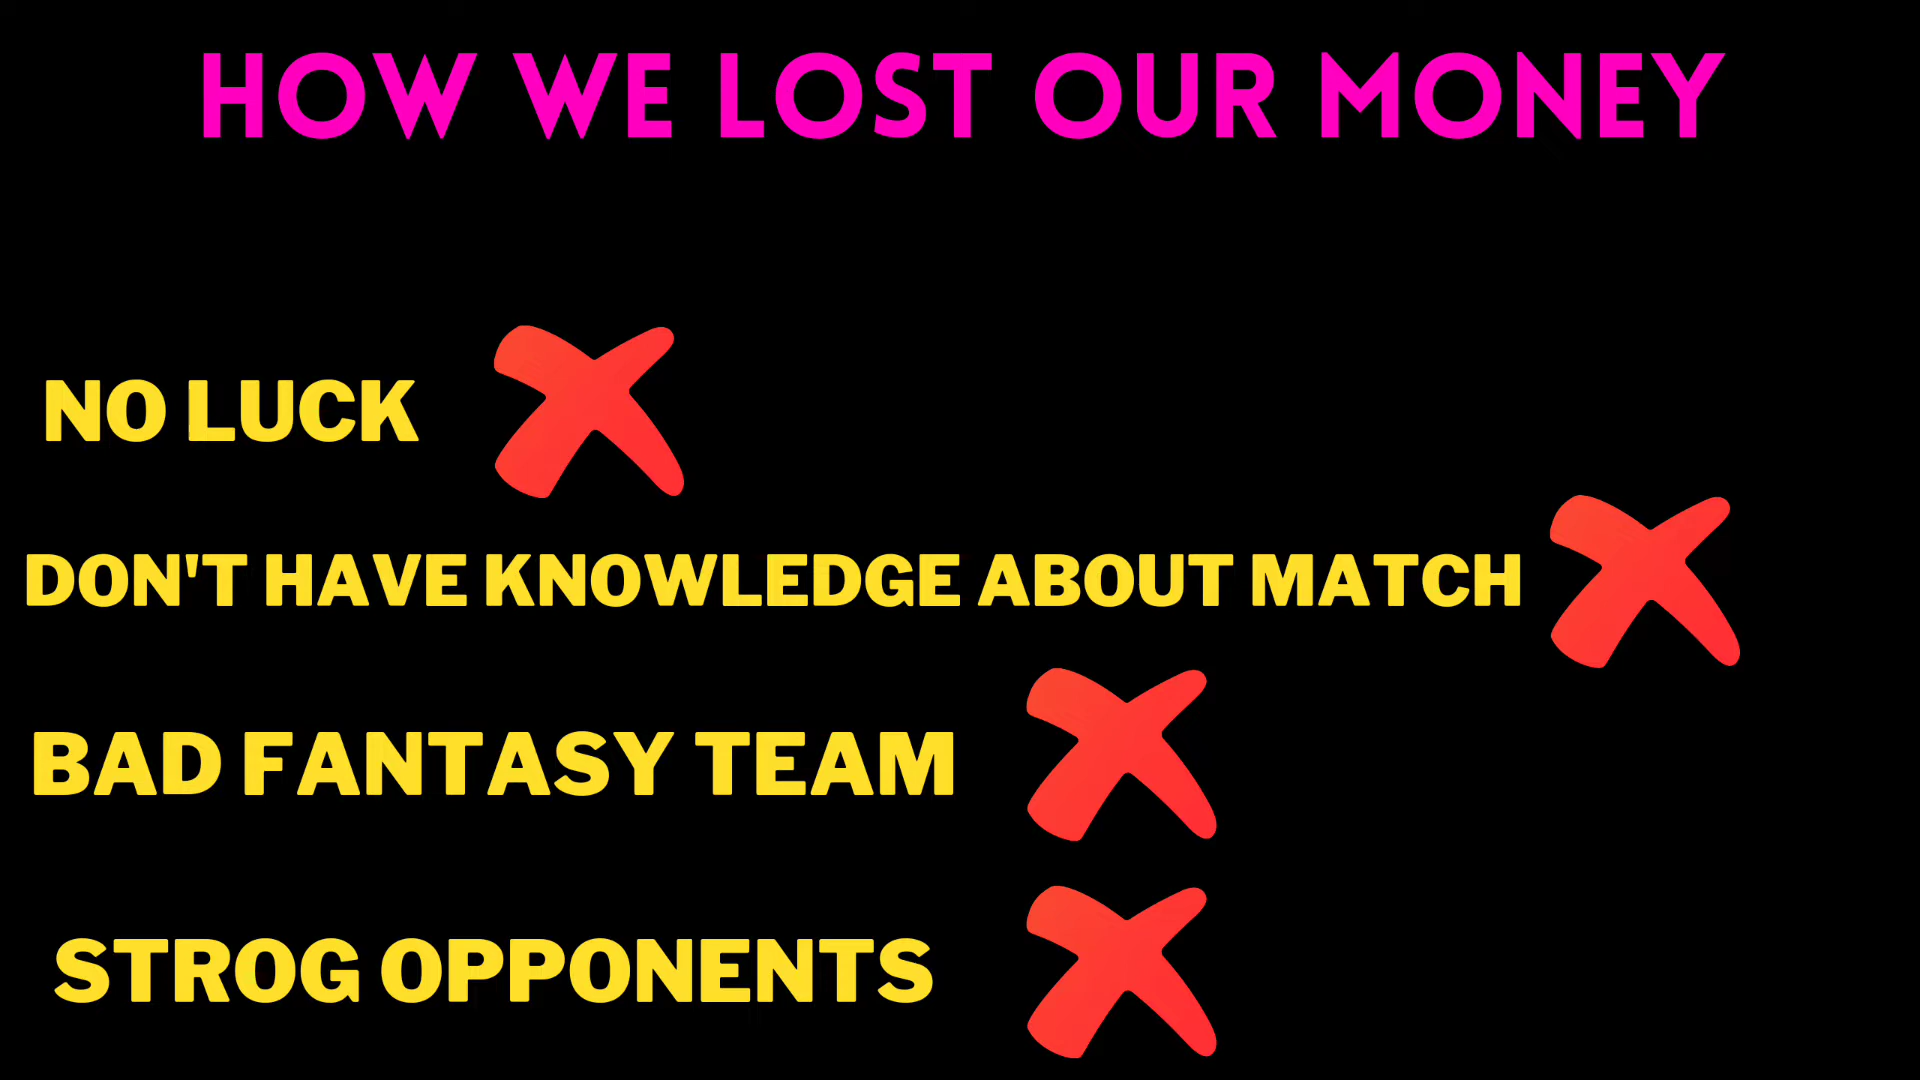 HOW WE LOST OUR MONEY
NO LUCK
DON'T HAVE KNOWLEDGE ABOUT MATCH
BAD FANTASY TEAM
STROG OPPONENTS